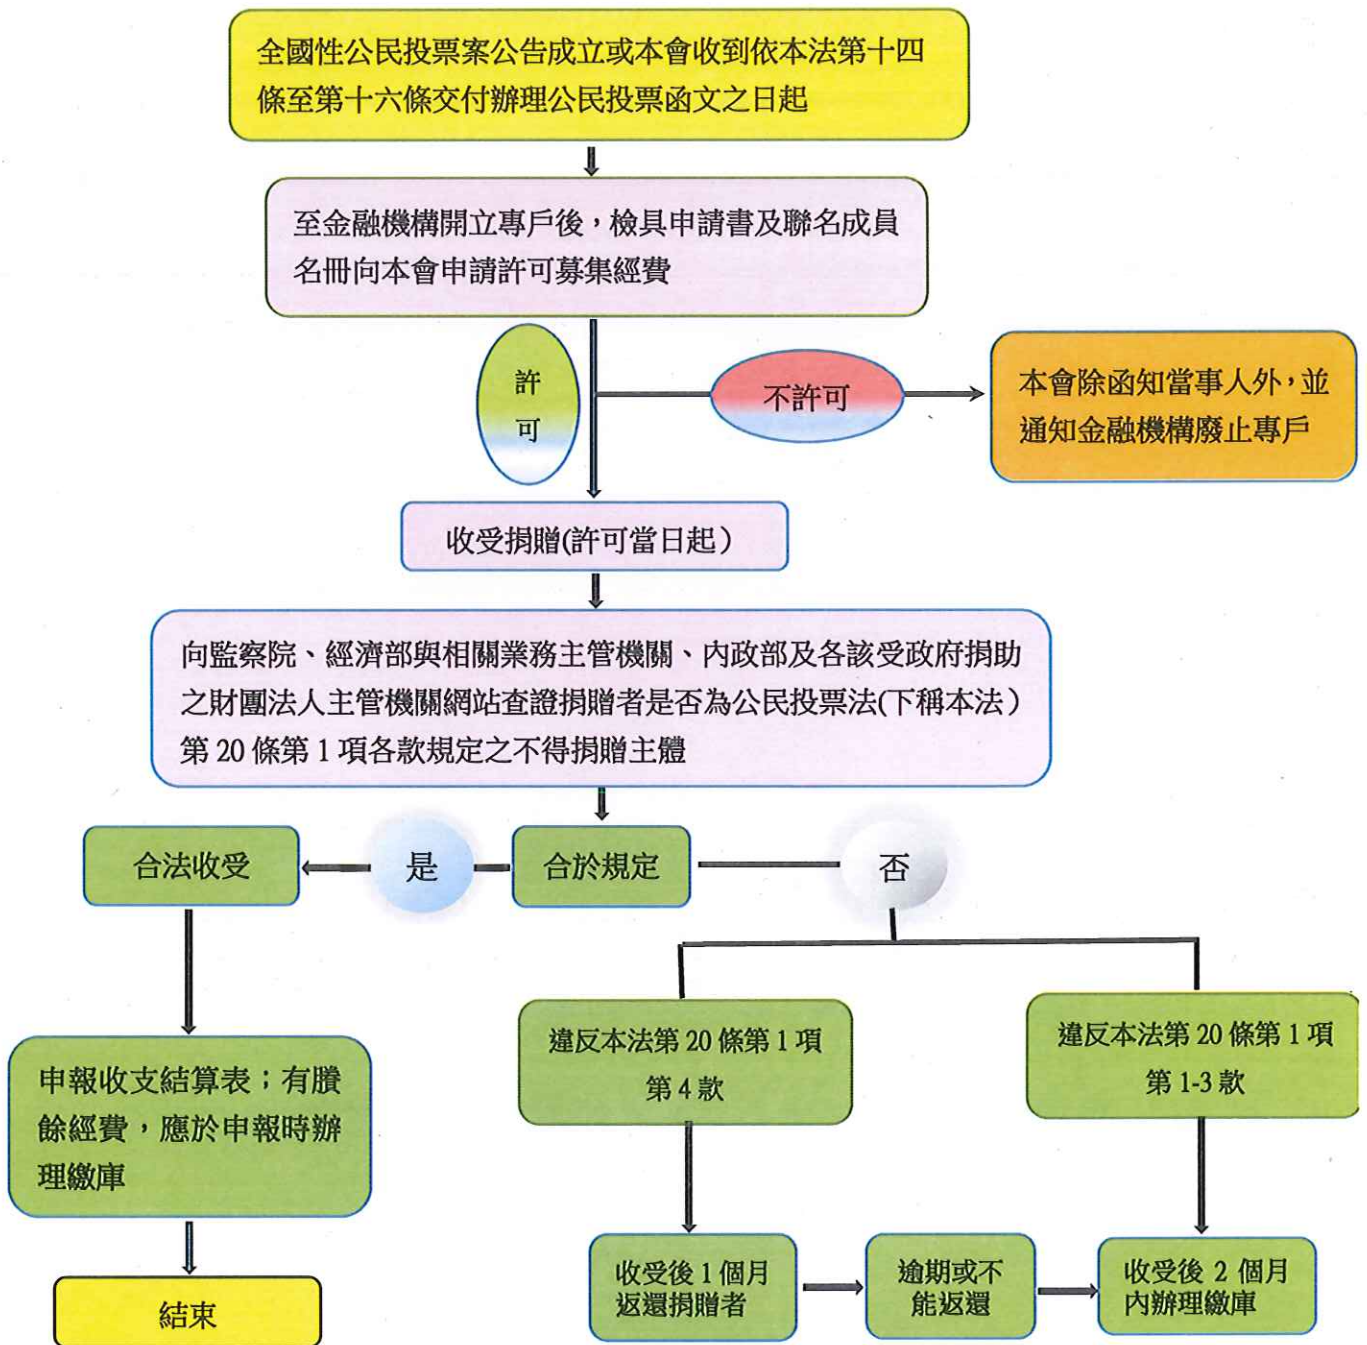 全國性公民投票案公告成立或本會收到依本法第十四
條至第十六條交付辦理公民投票函文之日起
至金融機構開立專戶後，檢具申請書及聯名成員
名冊向本會申請許可募集經費
許
可
不許可
本會除函知當事人外，並
通知金融機構廢止專戶
收受捐贈(許可當日起）
向監察院、經濟部與相關業務主管機關、內政部及各該受政府捐助
之財團法人主管機關網站查證捐贈者是否為公民投票法(下稱本法）
第 20 條第 1 項各款規定之不得捐贈主體
合法收受
是
合於規定
否
違反本法第 20 條第 1 項
第 4 款
違反本法第 20 條第 1 項
第 1-3 款
申報收支結算表；有賸
餘經費，應於申報時辦
理繳庫
收受後 1 個月
返還捐贈者
逾期或不
能返還
收受後 2 個月
內辦理繳庫
結束